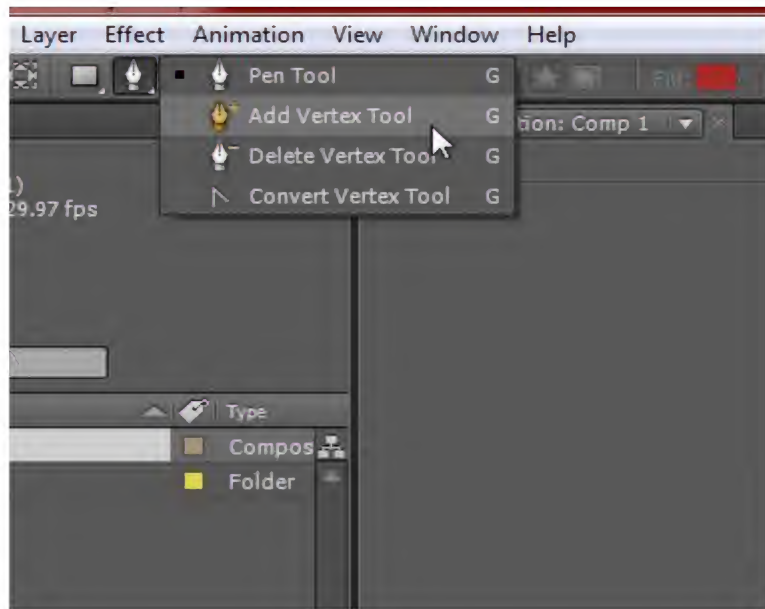 Layer Effect Animation View Window Help
Pen Tool G
Fill:
Add Vertex Tool G
tion: Comp 1
Delete Vertex Tool G
)
29.97 fps
Convert Vertex Tool G
Type
Compos
Folder